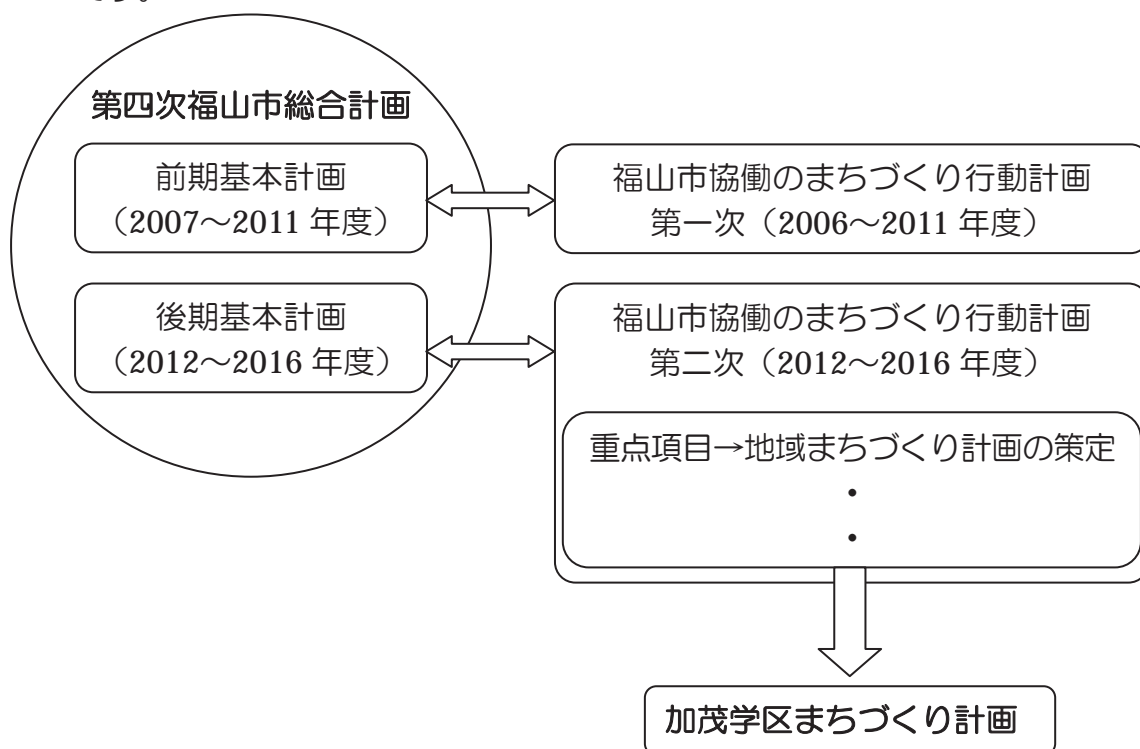 です。
第四次福山市総合計画
前期基本計画
（2007～2011 年度）
福山市協働のまちづくり行動計画
第一次（2006～2011 年度）
後期基本計画
（2012～2016 年度）
福山市協働のまちづくり行動計画
第二次（2012～2016 年度）
重点項目→地域まちづくり計画の策定
・
・
加茂学区まちづくり計画